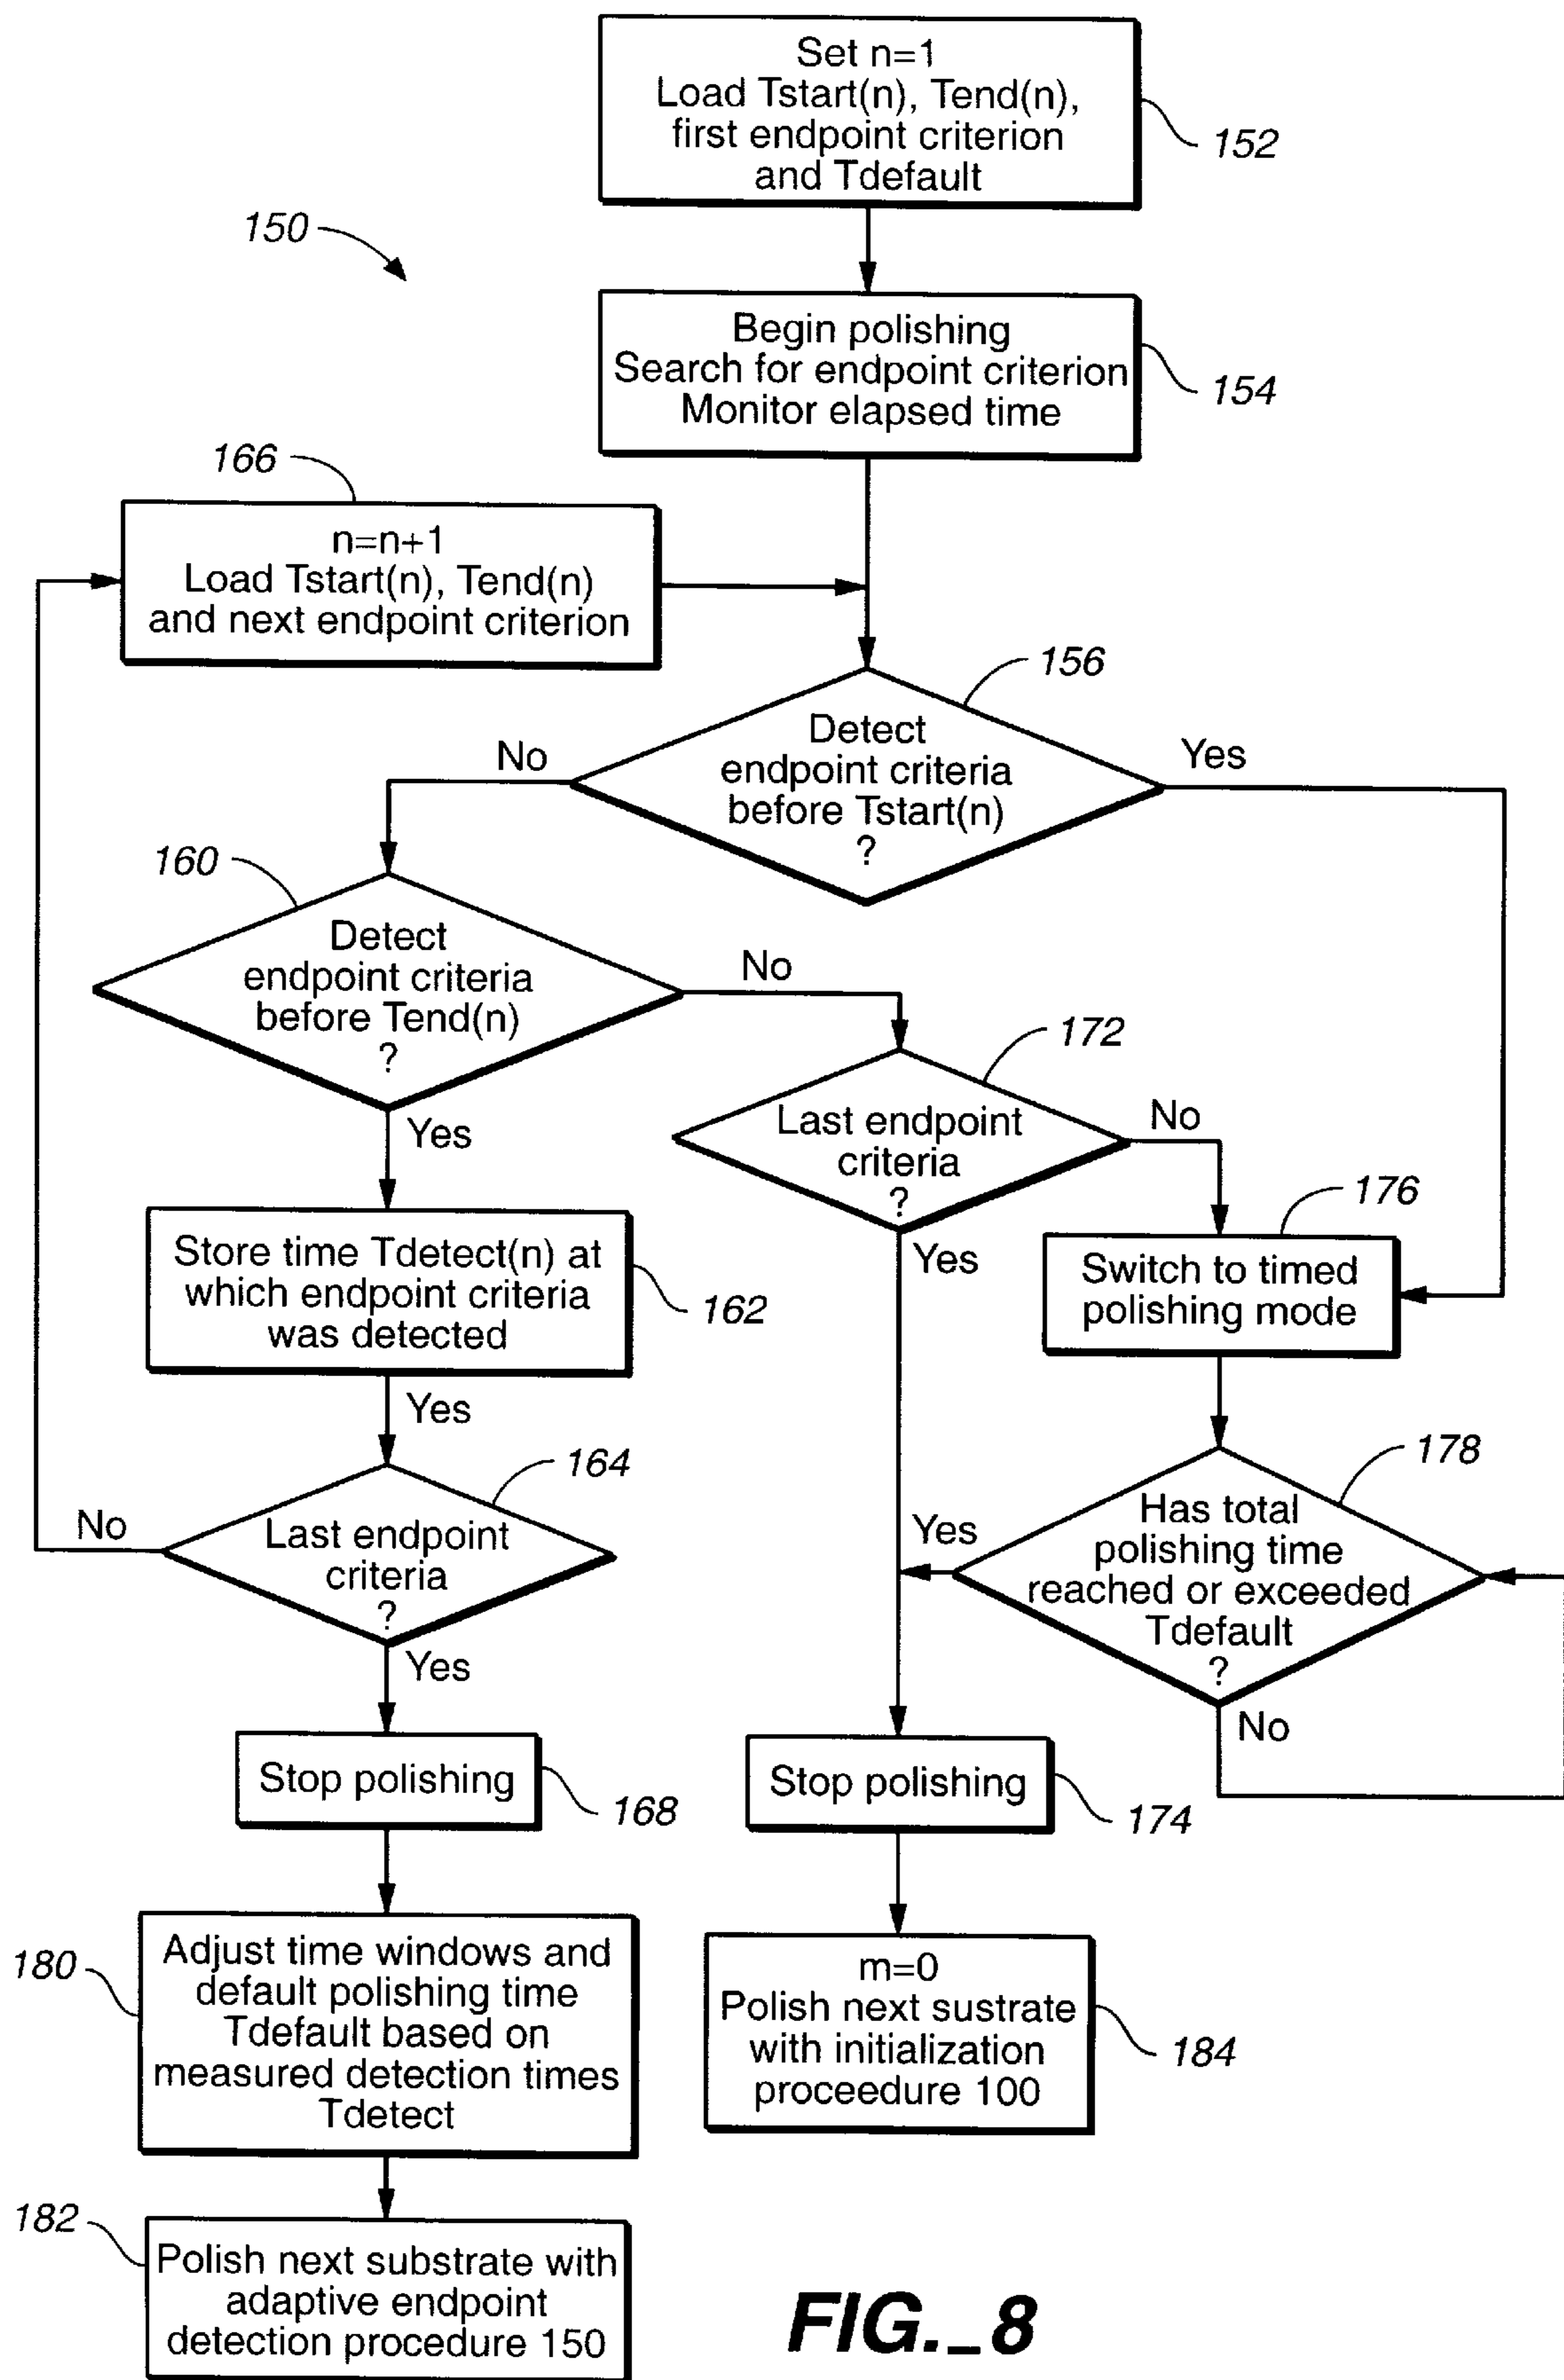 Set n=1
Load Tstart(n), Tend(n),
first endpoint criterion
and Tdefault
152
150
Begin polishing
Search for endpoint criterion
Monitor elapsed time
154
166
n=n+1
Load Tstart(n), Tend(n)
and next endpoint criterion
156
Detect
endpoint criteria
before Tstart(n)
?
No
Yes
160
Detect
endpoint criteria
before Tend(n)
?
No
Yes
172
Last endpoint
criteria
?
No
Yes
176
Switch to timed
polishing mode
Store time Tdetect(n) at
which endpoint criteria
was detected
162
Yes
164
Last endpoint
criteria
?
No
Yes
178
Has total
polishing time
reached or exceeded
Tdefault
?
Yes
No
Stop polishing
168
Stop polishing
174
180
Adjust time windows and
default polishing time
Tdefault based on
measured detection times
Tdetect
m=0
Polish next sustrate
with initialization
proceedure 100
184
182
Polish next substrate with
adaptive endpoint
detection procedure 150
FIG._8